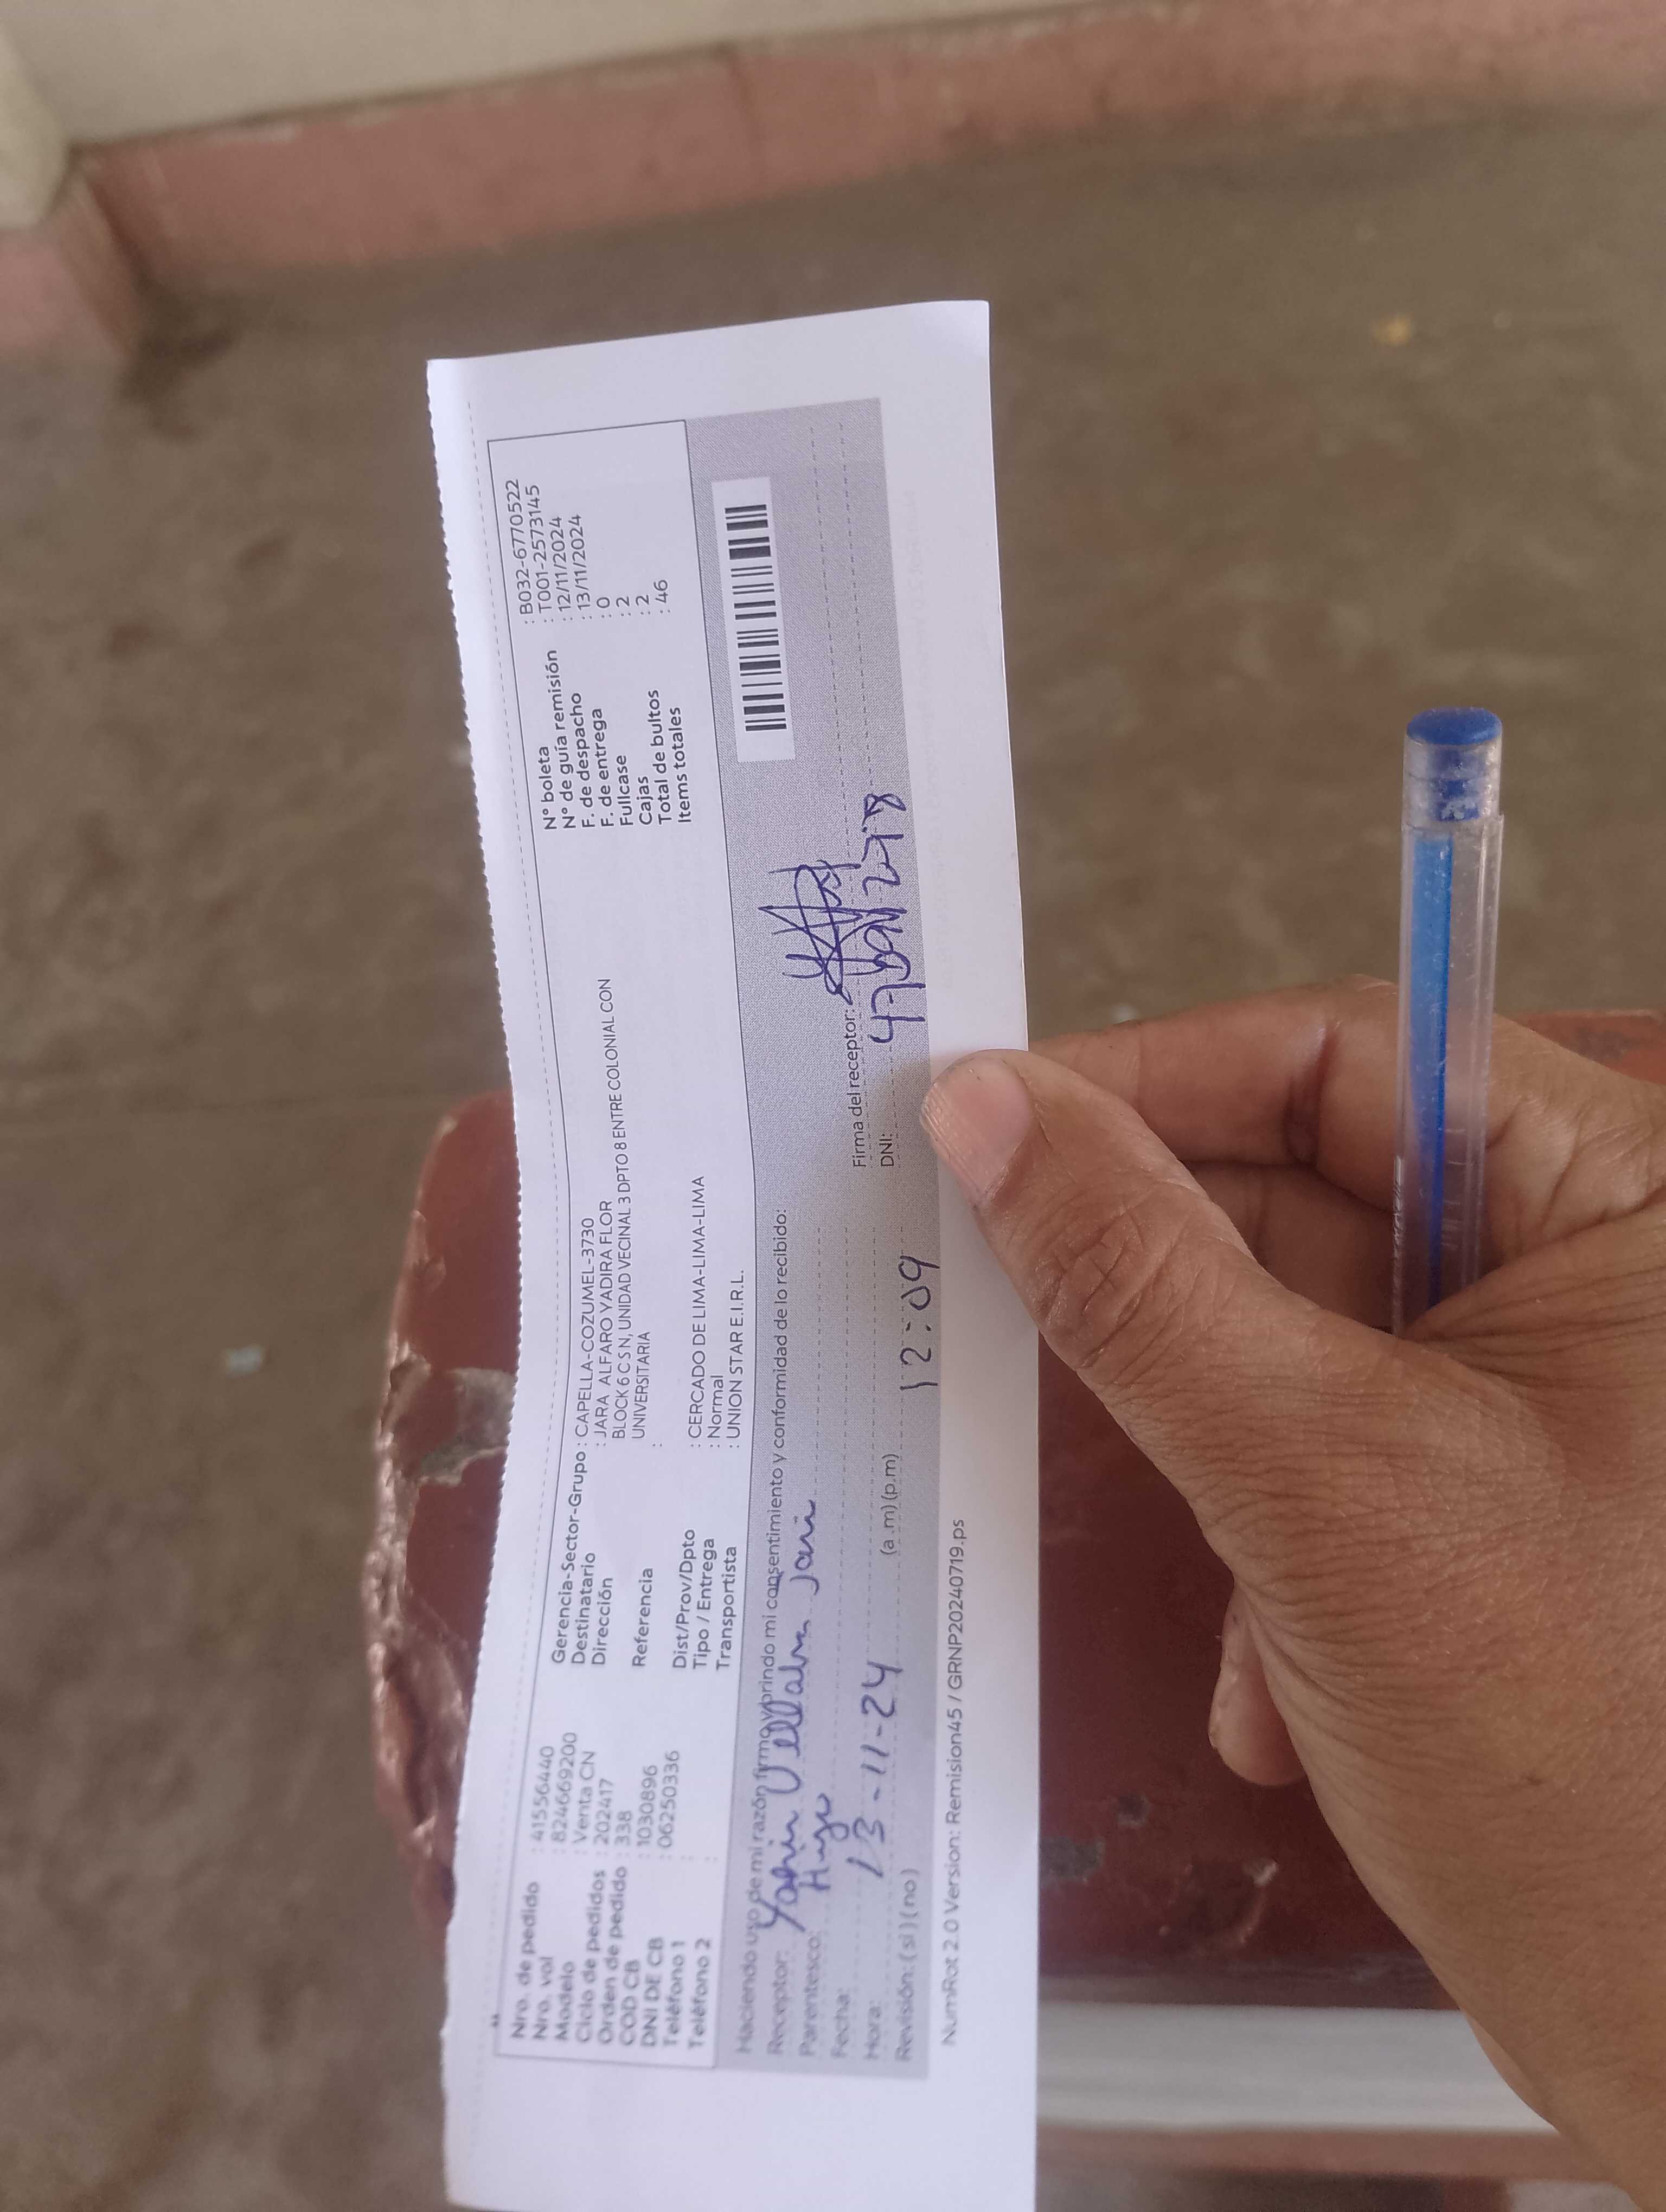 Nro. de pedido : 41556440
Nro. vol : 824669200
Modelo : Venta CN
Ciclo de pedidos : 202417
Orden de pedido : 338
COD CB : 1030896
DNI DE CB : 06250336
Teléfono 1 :
Teléfono 2 :
Gerencia-Sector-Grupo : CAPELLA-COZUMEL-3730
Destinatario : JARA ALFARO YADIRA FLOR
Dirección BLOCK 6 C S N, UNIDAD VECINAL 3 DPTO 8 ENTRE COLONIAL CON
UNIVERSITARIA
Referencia :
Dist/Prov/Dpto : CERCADO DE LIMA-LIMA-LIMA
Tipo / Entrega : Normal
Transportista : UNION STAR E.I.R.L.
N° boleta : B032-6770522
N° de guía remisión : T001-2573145
F. de despacho : 12/11/2024
F. de entrega : 13/11/2024
Fullcase : 0
Cajas : 2
Total de bultos : 2
Items totales : 46
Haciendo uso de mi razón firmo y brindo mi consentimiento y conformidad de lo recibido:
Receptor:
Parentesco:
Fecha: 13-11-24
Hora: (a.m) (p.m) 12:09
Revisión: (si) (no)
Firma del receptor:
DNI:
NumRot 2.0 Version: Remision45 / GRNP20240719.ps